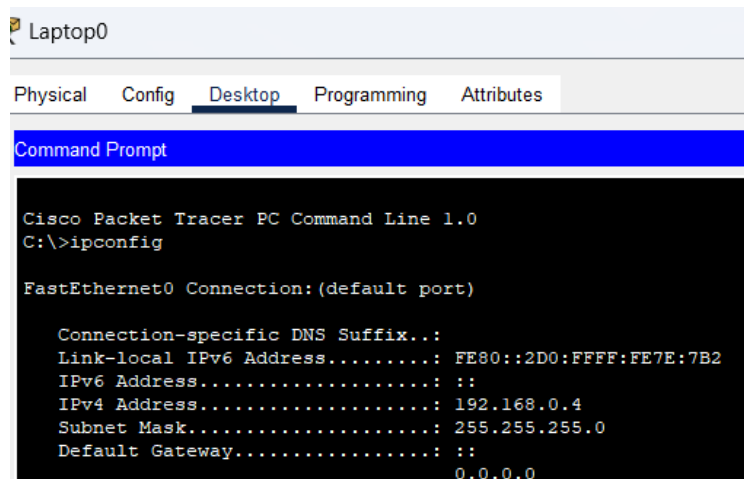 Laptop0
Physical Config Desktop Programming Attributes
Command Prompt
Cisco Packet Tracer PC Command Line 1.0
C:\>ipconfig
FastEthernet0 Connection:(default port)
Connection-specific DNS Suffix..:
Link-local IPv6 Address.........: FE80::2D0:FFFF:FE7E:7B2
IPv6 Address....................: ::
IPv4 Address....................: 192.168.0.4
Subnet Mask.....................: 255.255.255.0
Default Gateway.................: ::
0.0.0.0